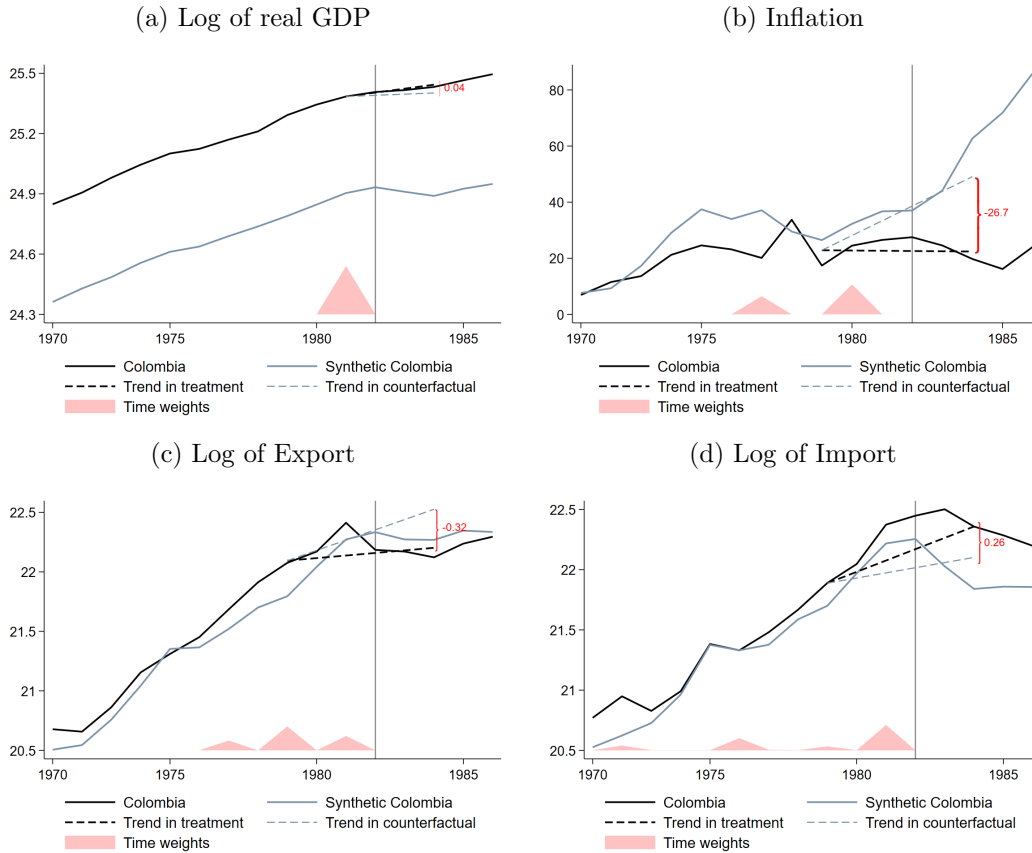 (a) Log of real GDP
25.5
25.2
24.9
24.6
24.3
0.04
1970 1975 1980 1985
Colombia Synthetic Colombia
Trend in treatment Trend in counterfactual
Time weights
(b) Inflation
80
60
40
20
0
-26.7
1970 1975 1980 1985
Colombia Synthetic Colombia
Trend in treatment Trend in counterfactual
Time weights
(c) Log of Export
22.5
22
21.5
21
20.5
-0.32
1970 1975 1980 1985
Colombia Synthetic Colombia
Trend in treatment Trend in counterfactual
Time weights
(d) Log of Import
22.5
22
21.5
21
20.5
0.26
1970 1975 1980 1985
Colombia Synthetic Colombia
Trend in treatment Trend in counterfactual
Time weights